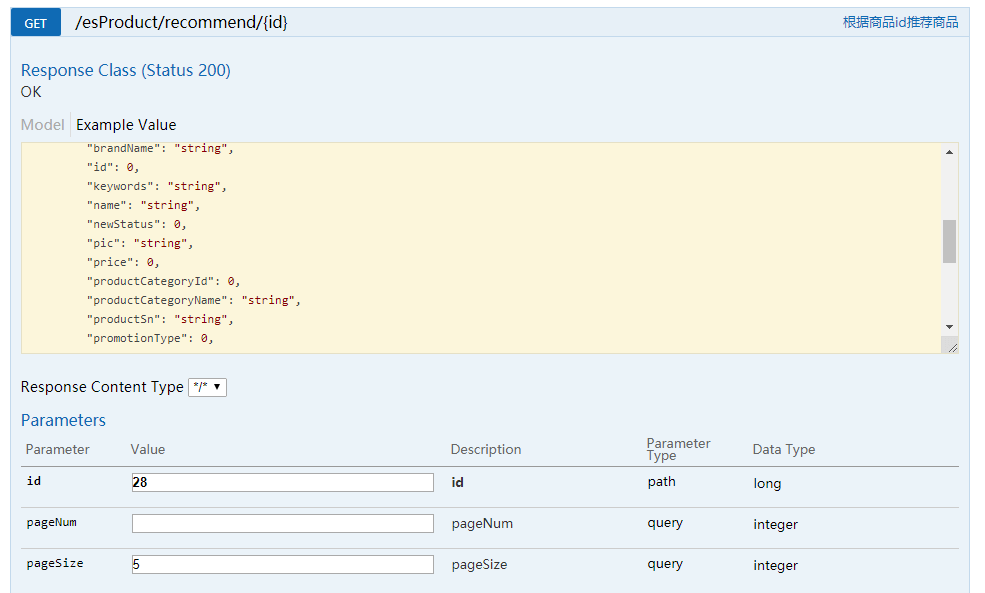 GET /esProduct/recommend/{id} 根据商品id推荐商品
Response Class (Status 200)
OK
Model Example Value
"brandName": "string",
"id": 0,
"keywords": "string",
"name": "string",
"newStatus": 0,
"pic": "string",
"price": 0,
"productCategoryId": 0,
"productCategoryName": "string",
"productSn": "string",
"promotionType": 0,
Response Content Type */*
Parameters
Parameter Value Description Parameter Type Data Type
id 28 id path long
pageNum pageNum query integer
pageSize 5 pageSize query integer